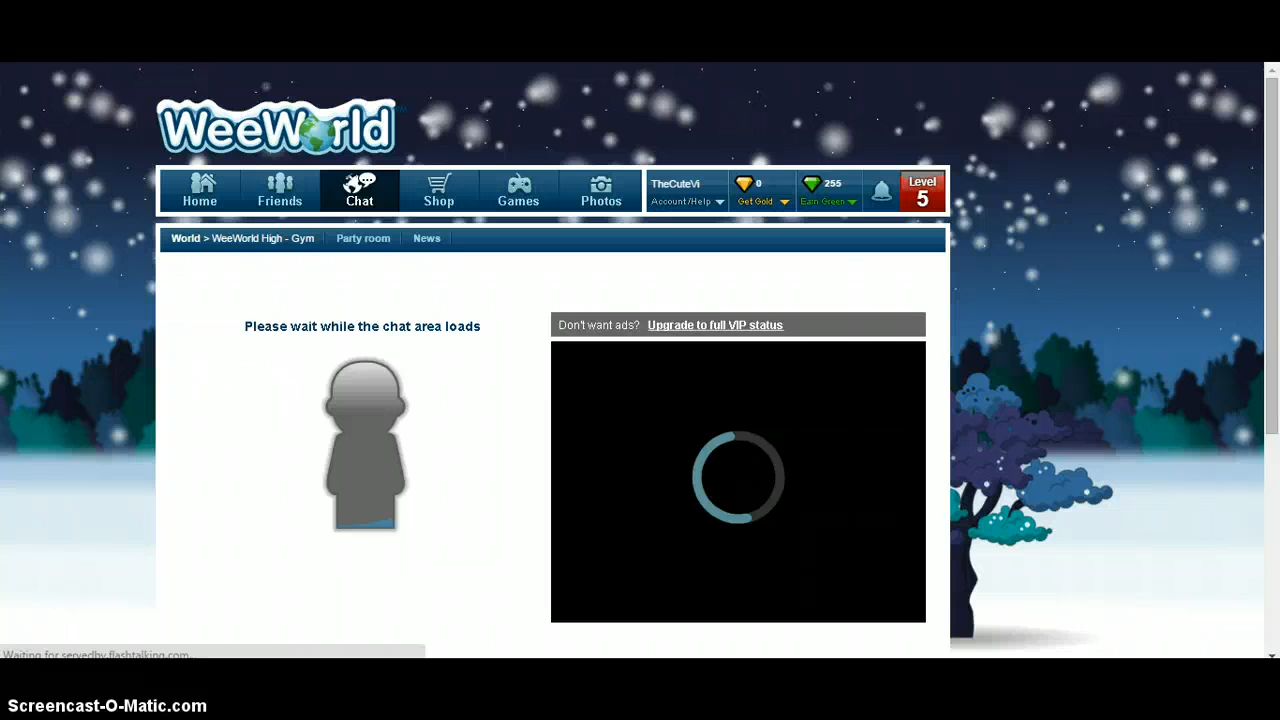 WeeWorld
Home Friends Chat Shop Games Photos
TheCuteVi 0 255 Level
Account/Help Get Gold Earn Green 5
World > WeeWorld High - Gym Party room News
Please wait while the chat area loads
Don't want ads? Upgrade to full VIP status
Waiting for servedby.flashtalking.com...
Screencast-O-Matic.com